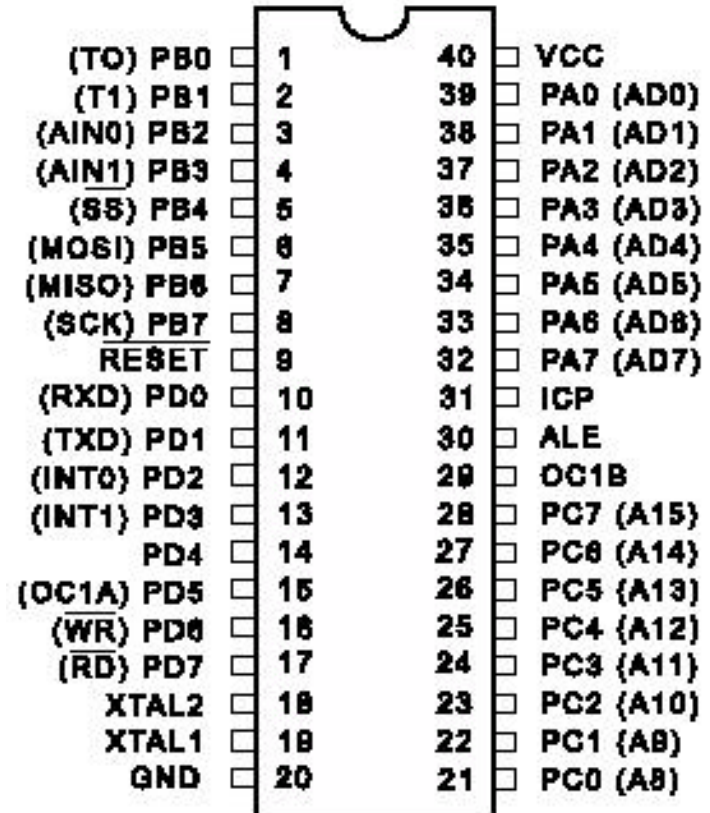 (TO) PB0 1 40 VCC
(T1) PB1 2 39 PA0 (AD0)
(AIN0) PB2 3 38 PA1 (AD1)
(AIN1) PB3 4 37 PA2 (AD2)
(S̅S̅) PB4 5 36 PA3 (AD3)
(MOSI) PB5 6 35 PA4 (AD4)
(MISO) PB6 7 34 PA5 (AD5)
(SCK) PB7 8 33 PA6 (AD6)
R̅E̅S̅E̅T̅ 9 32 PA7 (AD7)
(RXD) PD0 10 31 ICP
(TXD) PD1 11 30 ALE
(INT0) PD2 12 29 OC1B
(INT1) PD3 13 28 PC7 (A15)
PD4 14 27 PC6 (A14)
(OC1A) PD5 15 26 PC5 (A13)
(W̅R̅) PD6 16 25 PC4 (A12)
(R̅D̅) PD7 17 24 PC3 (A11)
XTAL2 18 23 PC2 (A10)
XTAL1 19 22 PC1 (A9)
GND 20 21 PC0 (A8)